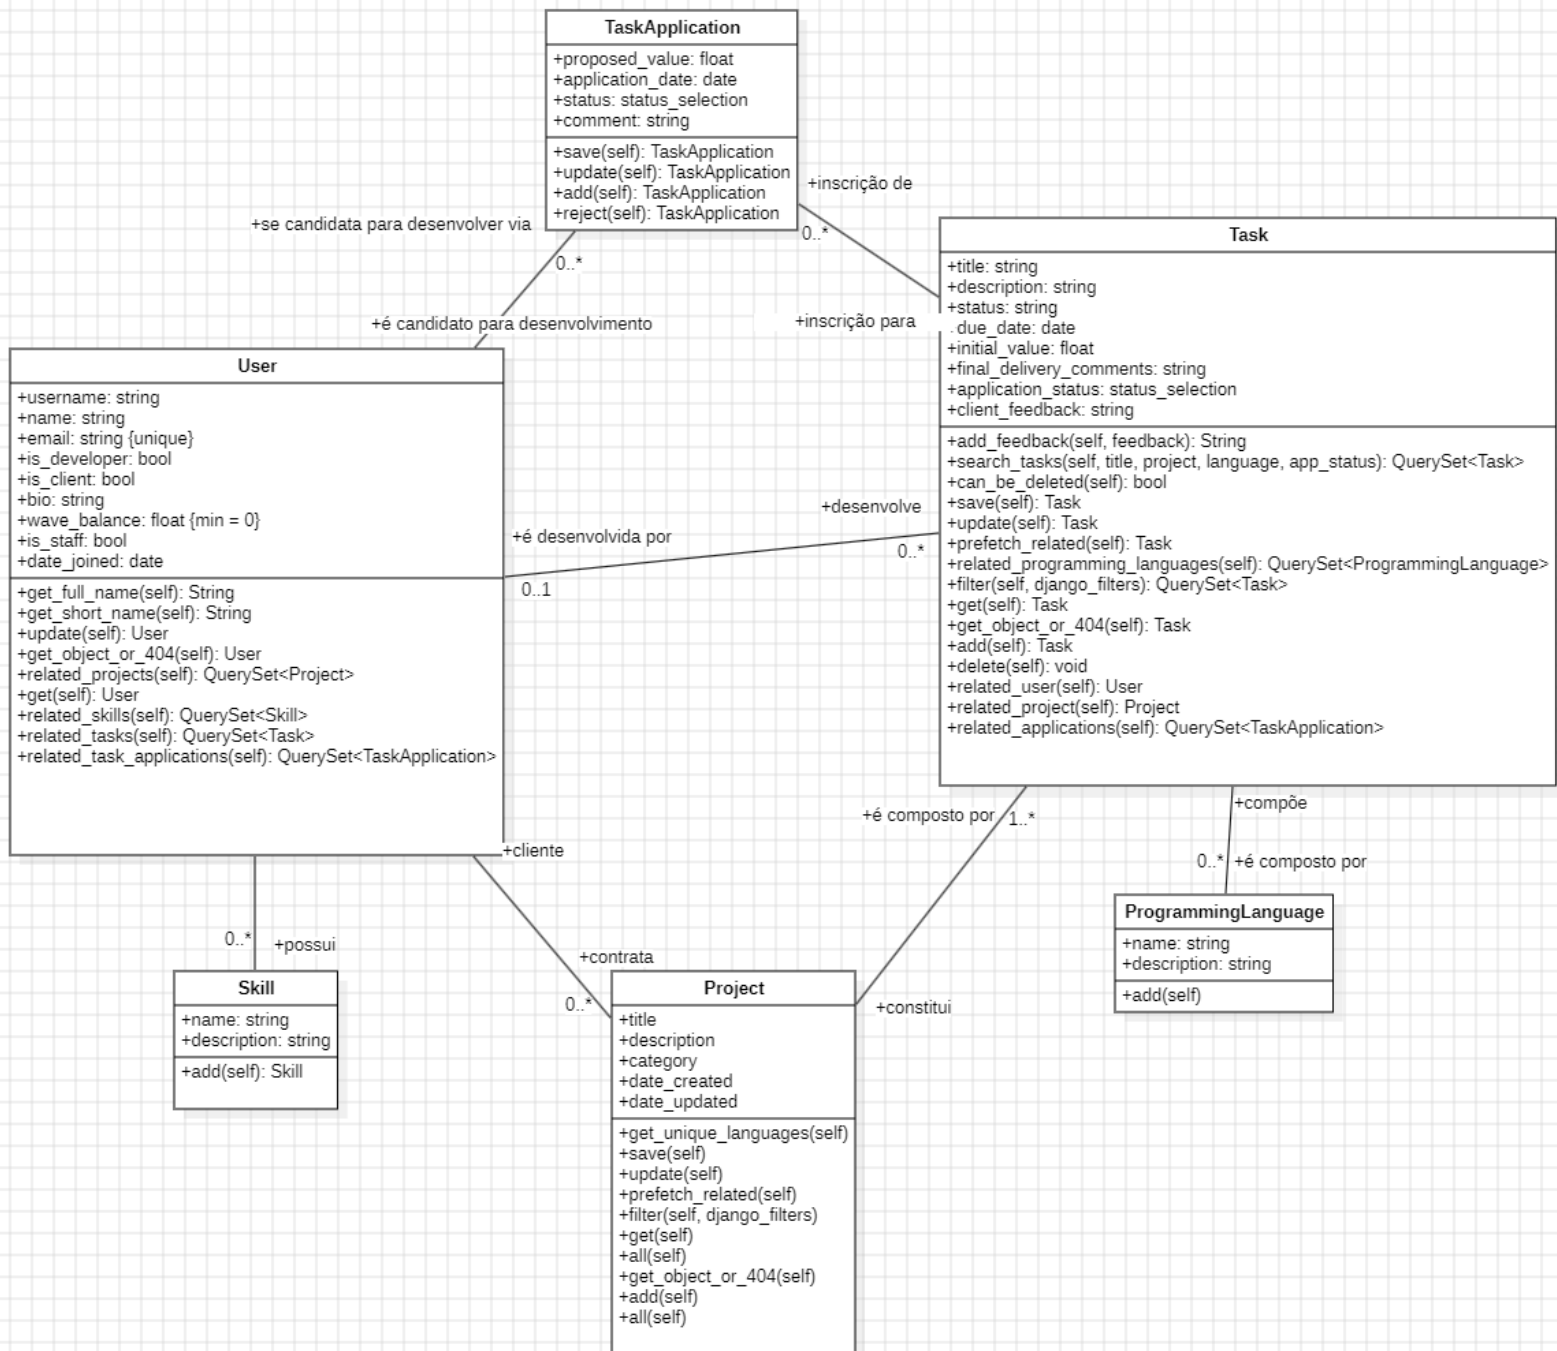 TaskApplication
+proposed_value: float
+application_date: date
+status: status_selection
+comment: string
+save(self): TaskApplication
+update(self): TaskApplication
+add(self): TaskApplication
+reject(self): TaskApplication
+inscrição de
0..*
+se candidata para desenvolver via
0..*
+é candidato para desenvolvimento
+inscrição para
Task
+title: string
+description: string
+status: string
due_date: date
+initial_value: float
+final_delivery_comments: string
+application_status: status_selection
+client_feedback: string
+add_feedback(self, feedback): String
+search_tasks(self, title, project, language, app_status): QuerySet<Task>
+can_be_deleted(self): bool
+save(self): Task
+update(self): Task
+prefetch_related(self): Task
+related_programming_languages(self): QuerySet<ProgrammingLanguage>
+filter(self, django_filters): QuerySet<Task>
+get(self): Task
+get_object_or_404(self): Task
+add(self): Task
+delete(self): void
+related_user(self): User
+related_project(self): Project
+related_applications(self): QuerySet<TaskApplication>
User
+username: string
+name: string
+email: string {unique}
+is_developer: bool
+is_client: bool
+bio: string
+wave_balance: float {min = 0}
+is_staff: bool
+date_joined: date
+get_full_name(self): String
+get_short_name(self): String
+update(self): User
+get_object_or_404(self): User
+related_projects(self): QuerySet<Project>
+get(self): User
+related_skills(self): QuerySet<Skill>
+related_tasks(self): QuerySet<Task>
+related_task_applications(self): QuerySet<TaskApplication>
+desenvolve
0..*
+é desenvolvida por
0..1
+cliente
+contrata
0..*
+é composto por
1..*
+constitui
+compõe
0..*
+é composto por
0..*
+possui
Skill
+name: string
+description: string
+add(self): Skill
Project
+title
+description
+category
+date_created
+date_updated
+get_unique_languages(self)
+save(self)
+update(self)
+prefetch_related(self)
+filter(self, django_filters)
+get(self)
+all(self)
+get_object_or_404(self)
+add(self)
+all(self)
ProgrammingLanguage
+name: string
+description: string
+add(self)